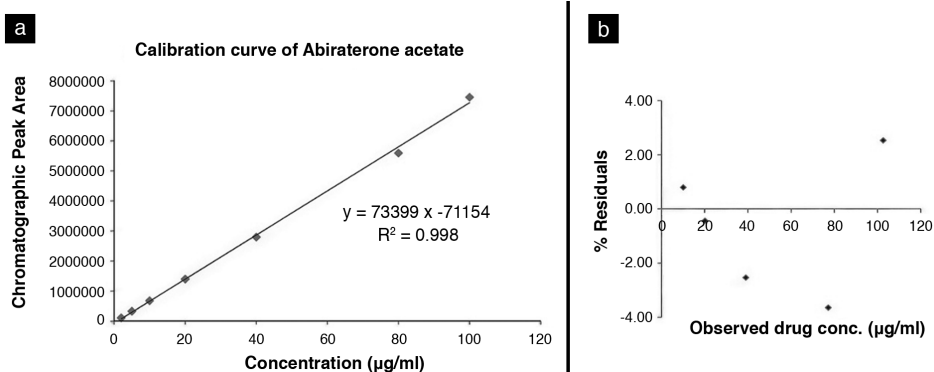 a
Calibration curve of Abiraterone acetate
Chromatographic Peak Area
8000000
7000000
6000000
5000000
4000000
3000000
2000000
1000000
0
y = 73399 x -71154
R² = 0.998
0 20 40 60 80 100 120
Concentration (µg/ml)
b
% Residuals
4.00
2.00
0.00
-2.00
-4.00
0 20 40 60 80 100 120
Observed drug conc. (µg/ml)